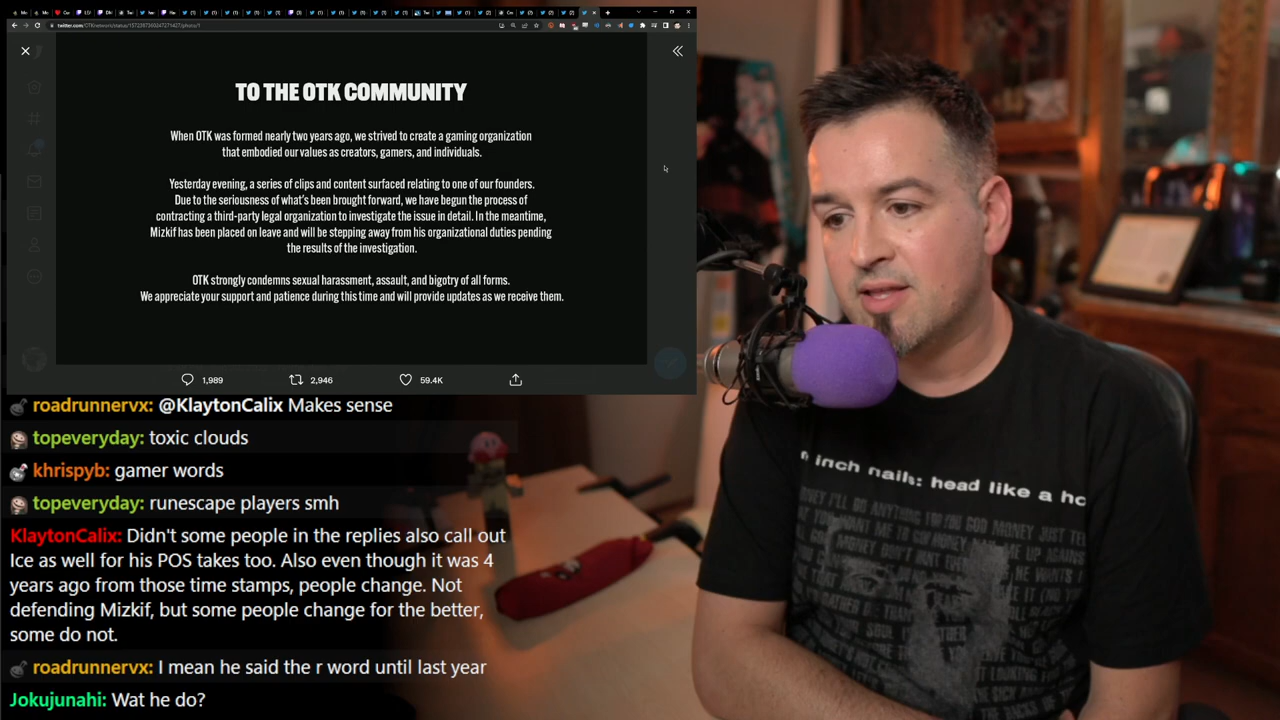 twitter.com/OTKnetwork/status/1572357360247271427/photo/1
TO THE OTK COMMUNITY
When OTK was formed nearly two years ago, we strived to create a gaming organization
that embodied our values as creators, gamers, and individuals.
Yesterday evening, a series of clips and content surfaced relating to one of our founders.
Due to the seriousness of what's been brought forward, we have begun the process of
contracting a third-party legal organization to investigate the issue in detail. In the meantime,
Mizkif has been placed on leave and will be stepping away from his organizational duties pending
the results of the investigation.
OTK strongly condemns sexual harassment, assault, and bigotry of all forms.
We appreciate your support and patience during this time and will provide updates as we receive them.
1,989 2,946 59.4K
roadrunnervx: @KlaytonCalix Makes sense
topeveryday: toxic clouds
khrispyb: gamer words
topeveryday: runescape players smh
KlaytonCalix: Didn't some people in the replies also call out
Ice as well for his POS takes too. Also even though it was 4
years ago from those time stamps, people change. Not
defending Mizkif, but some people change for the better,
some do not.
roadrunnervx: I mean he said the r word until last year
Jokujunahi: Wat he do?
inch nails: head like a ho